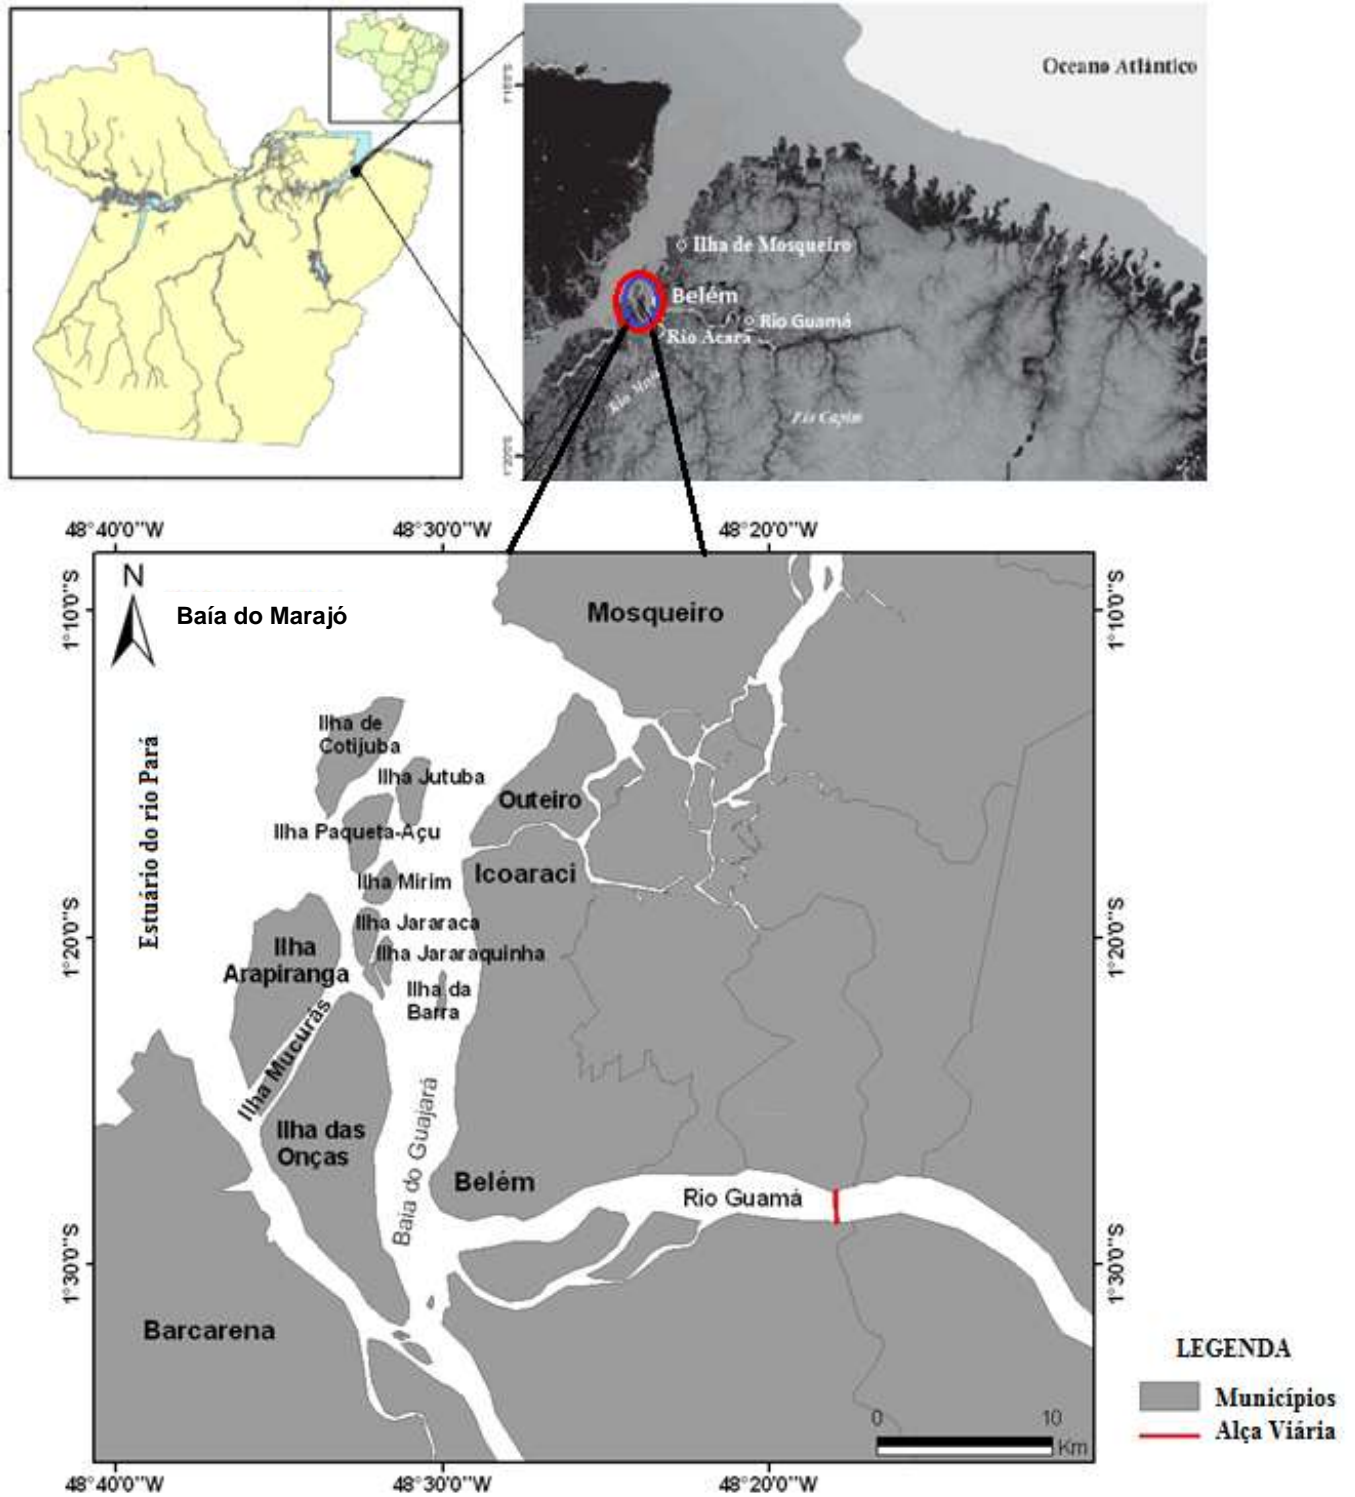 Oceano Atlântico
Ilha de Mosqueiro
Belém
Rio Guamá
Rio Acará
Rio Capim
48°40'0"W
48°30'0"W
48°20'0"W
N
Baía do Marajó
Mosqueiro
1°10'0"S
1°10'0"S
Ilha de
Cotijuba
Ilha Jutuba
Outeiro
Ilha Paqueta-Açu
Icoaraci
Ilha Mirim
Estuário do rio Pará
Ilha Jararaca
Ilha Jararaquinha
Ilha
Arapiranga
Ilha da
Barra
1°20'0"S
1°20'0"S
Ilha Mucurás
Ilha das
Onças
Baia do Guajará
Belém
Rio Guamá
1°30'0"S
1°30'0"S
Barcarena
0 10
Km
LEGENDA
Municípios
Alça Viária
48°40'0"W
48°30'0"W
48°20'0"W